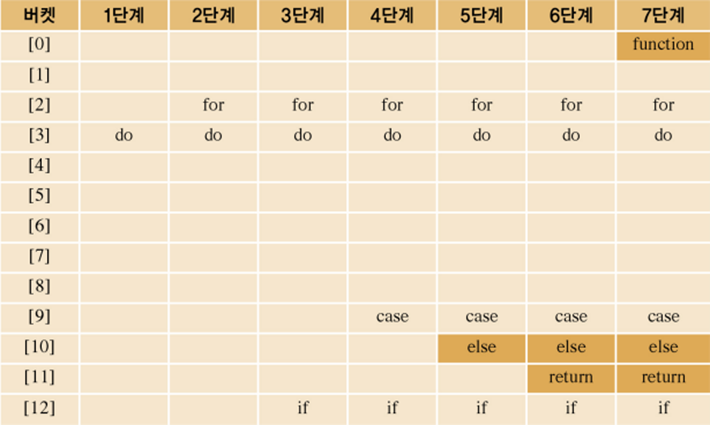 버켓 1단계 2단계 3단계 4단계 5단계 6단계 7단계
[0] function
[1]
[2] for for for for for for
[3] do do do do do do do
[4]
[5]
[6]
[7]
[8]
[9] case case case case
[10] else else else
[11] return return
[12] if if if if if